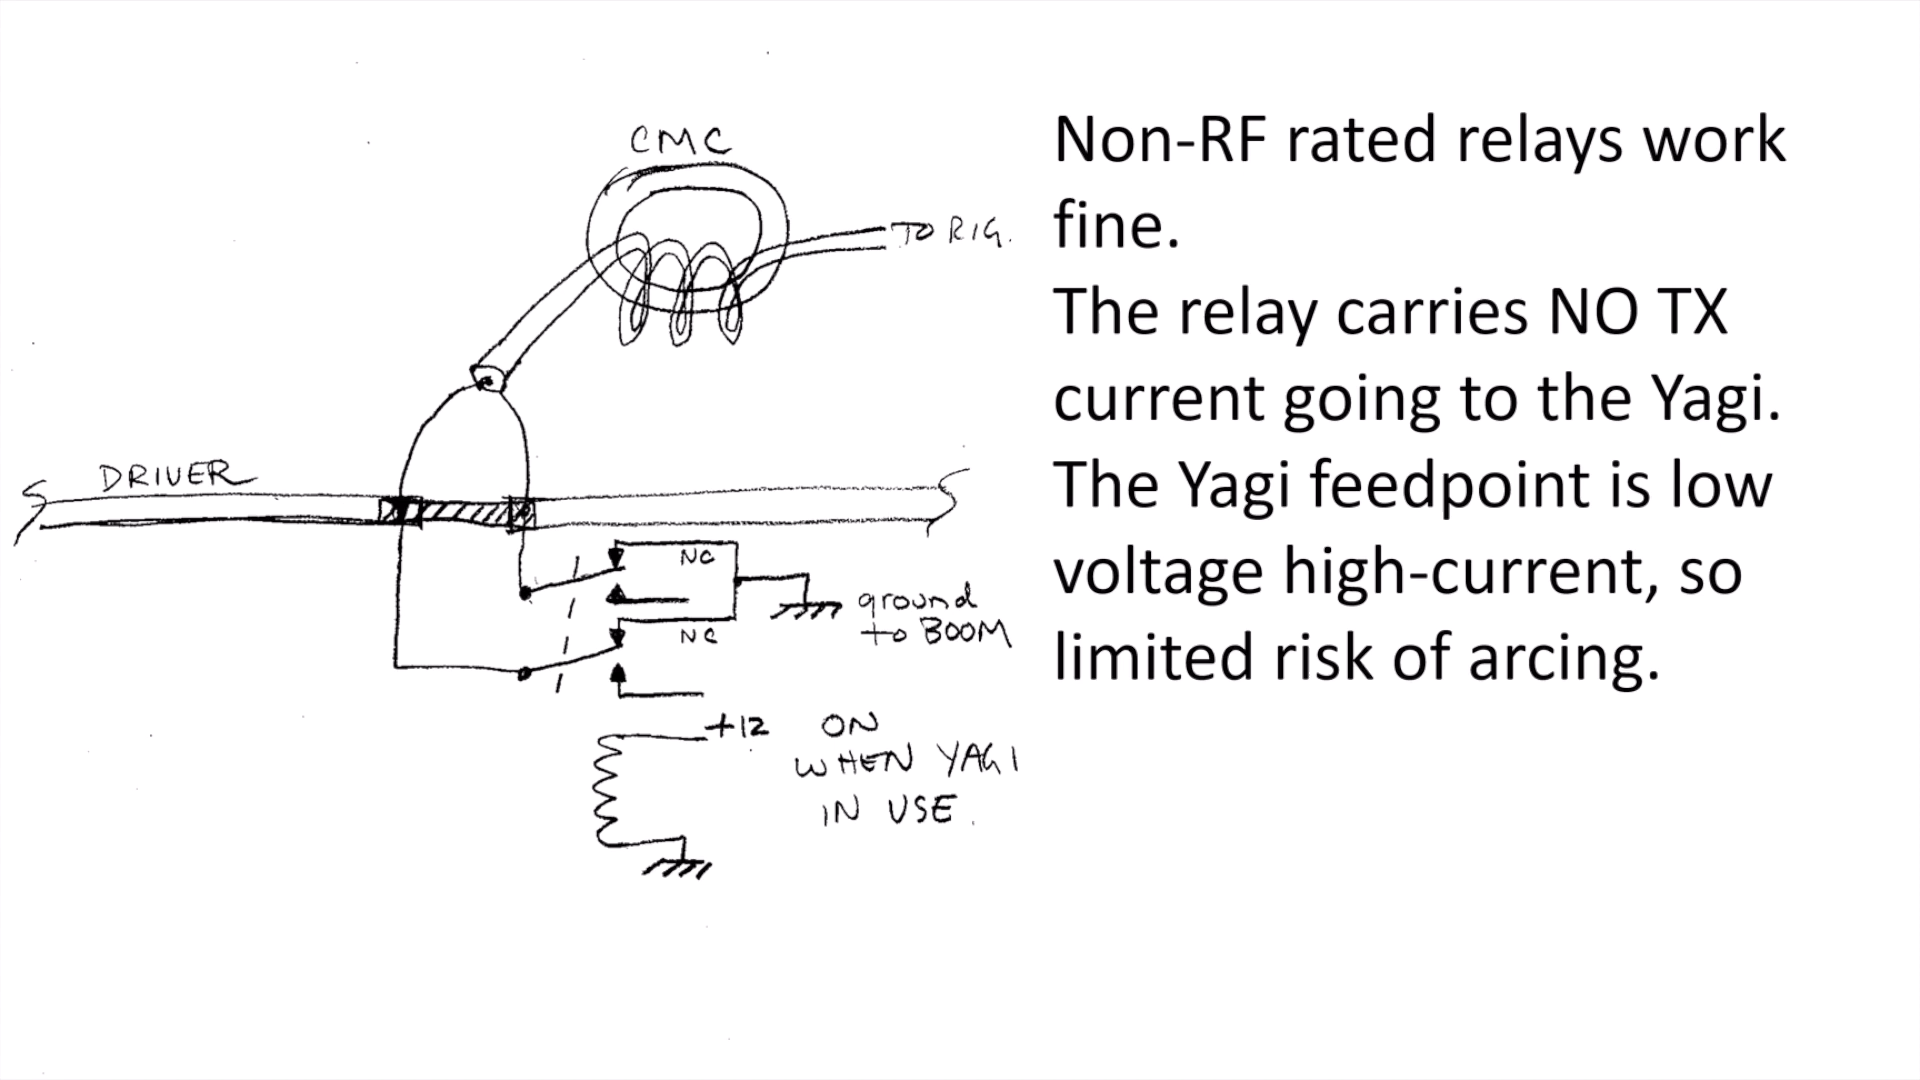 CMC
TO RIG.
DRIVER
NC
ground
to BOOM
NC
+12 ON
WHEN YAGI
IN USE.
Non-RF rated relays work
fine.
The relay carries NO TX
current going to the Yagi.
The Yagi feedpoint is low
voltage high-current, so
limited risk of arcing.